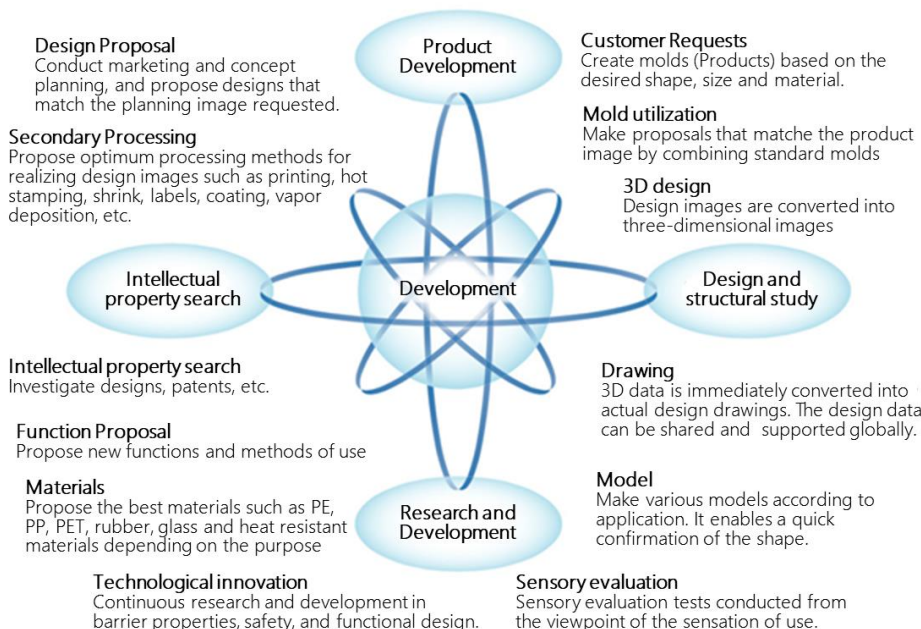 Product
Development
Design Proposal
Conduct marketing and concept
planning, and propose designs that
match the planning image requested.
Secondary Processing
Propose optimum processing methods for
realizing design images such as printing, hot
stamping, shrink, labels, coating, vapor
deposition, etc.
Customer Requests
Create molds (Products) based on the
desired shape, size and material.
Mold utilization
Make proposals that matche the product
image by combining standard molds
3D design
Design images are converted into
three-dimensional images
Intellectual
property search
Development
Design and
structural study
Intellectual property search
Investigate designs, patents, etc.
Function Proposal
Propose new functions and methods of use
Materials
Propose the best materials such as PE,
PP, PET, rubber, glass and heat resistant
materials depending on the purpose
Technological innovation
Continuous research and development in
barrier properties, safety, and functional design.
Research and
Development
Drawing
3D data is immediately converted into
actual design drawings. The design data
can be shared and supported globally.
Model
Make various models according to
application. It enables a quick
confirmation of the shape.
Sensory evaluation
Sensory evaluation tests conducted from
the viewpoint of the sensation of use.